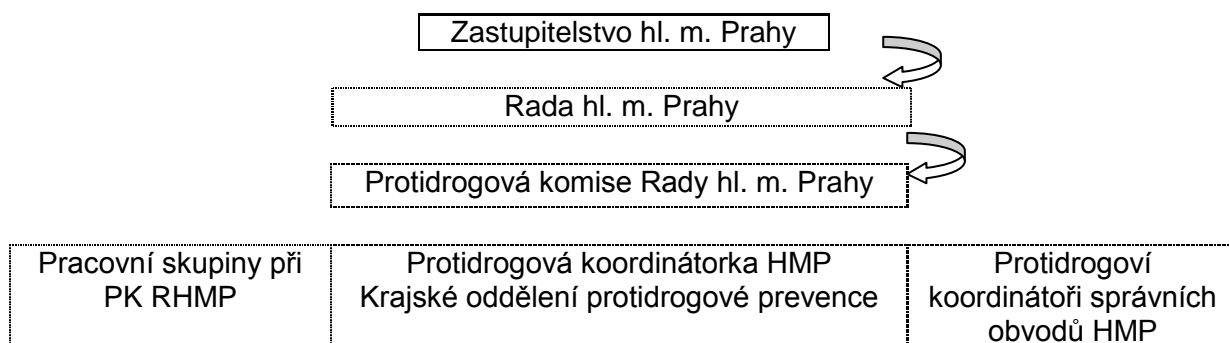 Zastupitelstvo hl. m. Prahy
Rada hl. m. Prahy
Protidrogová komise Rady hl. m. Prahy
Pracovní skupiny při
PK RHMP
Protidrogová koordinátorka HMP
Krajské oddělení protidrogové prevence
Protidrogoví
koordinátoři správních
obvodů HMP